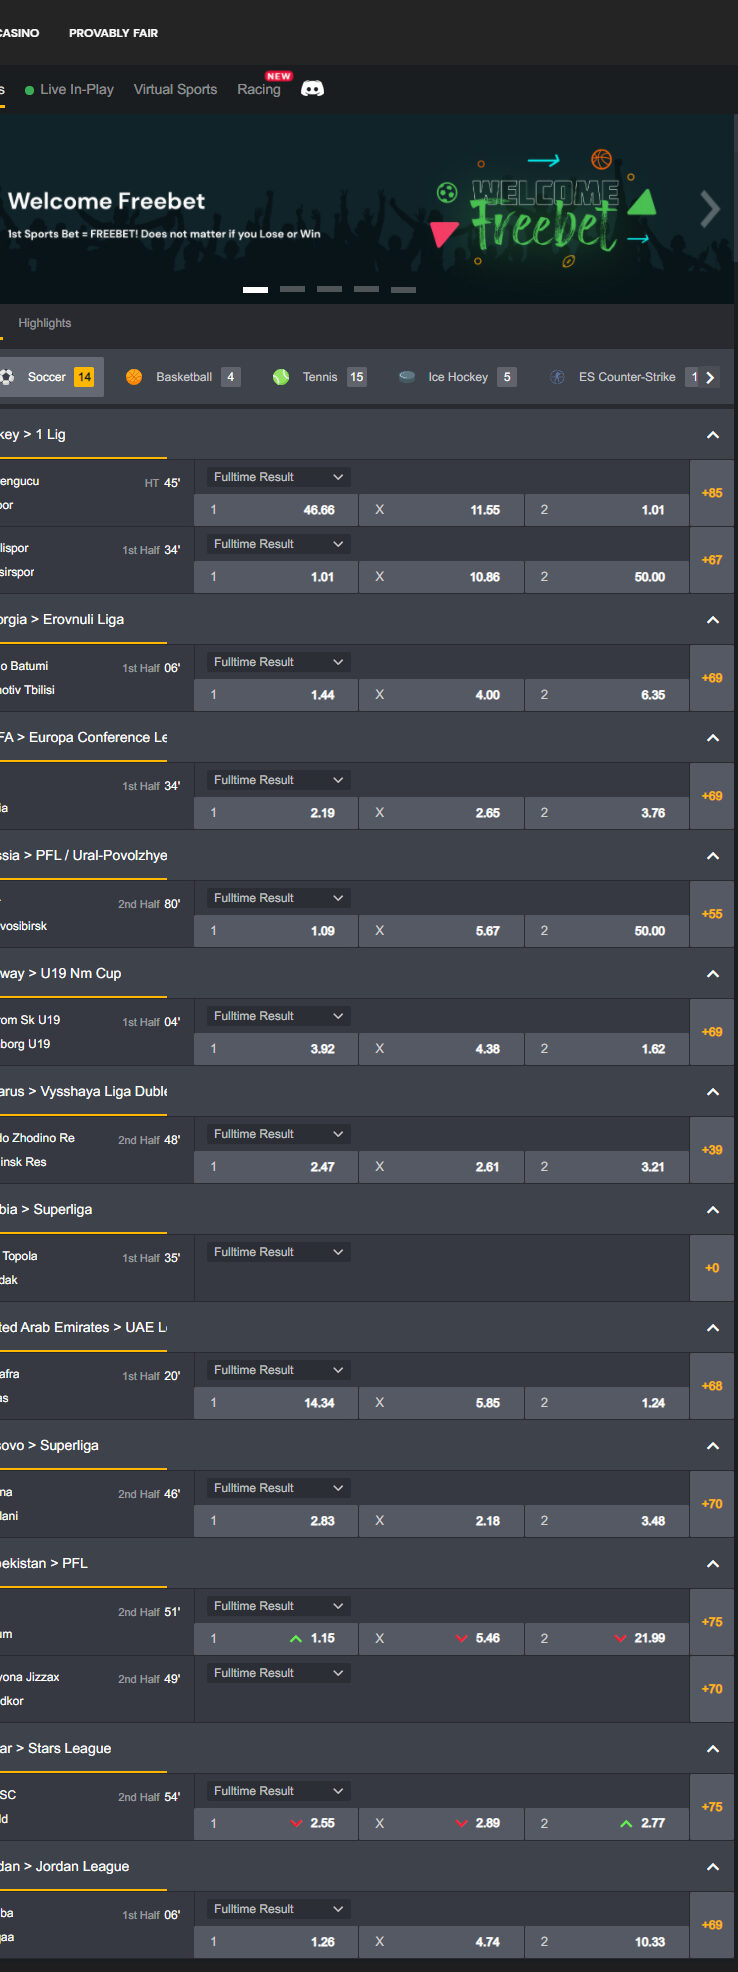 CASINO PROVABLY FAIR
s Live In-Play Virtual Sports Racing NEW
Welcome Freebet
1st Sports Bet = FREEBET! Does not matter if you Lose or Win
WELCOME
Freebet
Highlights
Soccer 14 Basketball 4 Tennis 15 Ice Hockey 5 ES Counter-Strike 1
key > 1 Lig
engucu HT 45' Fulltime Result +85
oor 1 46.66 X 11.55 2 1.01
lispor 1st Half 34' Fulltime Result +67
sirspor 1 1.01 X 10.86 2 50.00
orgia > Erovnuli Liga
o Batumi 1st Half 06' Fulltime Result +69
notiv Tbilisi 1 1.44 X 4.00 2 6.35
FA > Europa Conference Le
1st Half 34' Fulltime Result +69
ia 1 2.19 X 2.65 2 3.76
ssia > PFL / Ural-Povolzhye
2nd Half 80' Fulltime Result +55
vosibirsk 1 1.09 X 5.67 2 50.00
way > U19 Nm Cup
rom Sk U19 1st Half 04' Fulltime Result +69
borg U19 1 3.92 X 4.38 2 1.62
arus > Vysshaya Liga Duble
do Zhodino Re 2nd Half 48' Fulltime Result +39
insk Res 1 2.47 X 2.61 2 3.21
bia > Superliga
Topola 1st Half 35' Fulltime Result +0
dak
ted Arab Emirates > UAE L
afra 1st Half 20' Fulltime Result +68
as 1 14.34 X 5.85 2 1.24
sovo > Superliga
na 2nd Half 46' Fulltime Result +70
lani 1 2.83 X 2.18 2 3.48
ekistan > PFL
2nd Half 51' Fulltime Result +75
um 1 1.15 X 5.46 2 21.99
yona Jizzax 2nd Half 49' Fulltime Result +70
dkor
ar > Stars League
SC 2nd Half 54' Fulltime Result +75
ld 1 2.55 X 2.89 2 2.77
dan > Jordan League
ba 1st Half 06' Fulltime Result +69
qaa 1 1.26 X 4.74 2 10.33